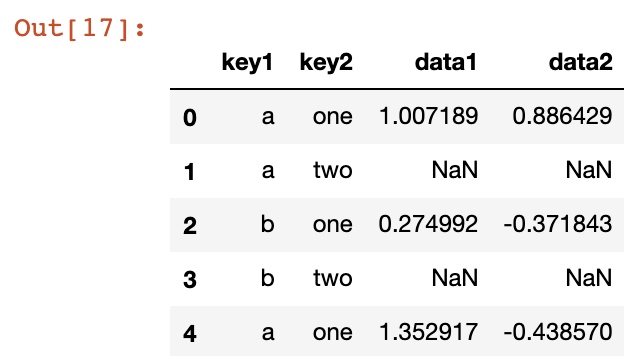 Out[17]:
key1 key2 data1 data2
0 a one 1.007189 0.886429
1 a two NaN NaN
2 b one 0.274992 -0.371843
3 b two NaN NaN
4 a one 1.352917 -0.438570